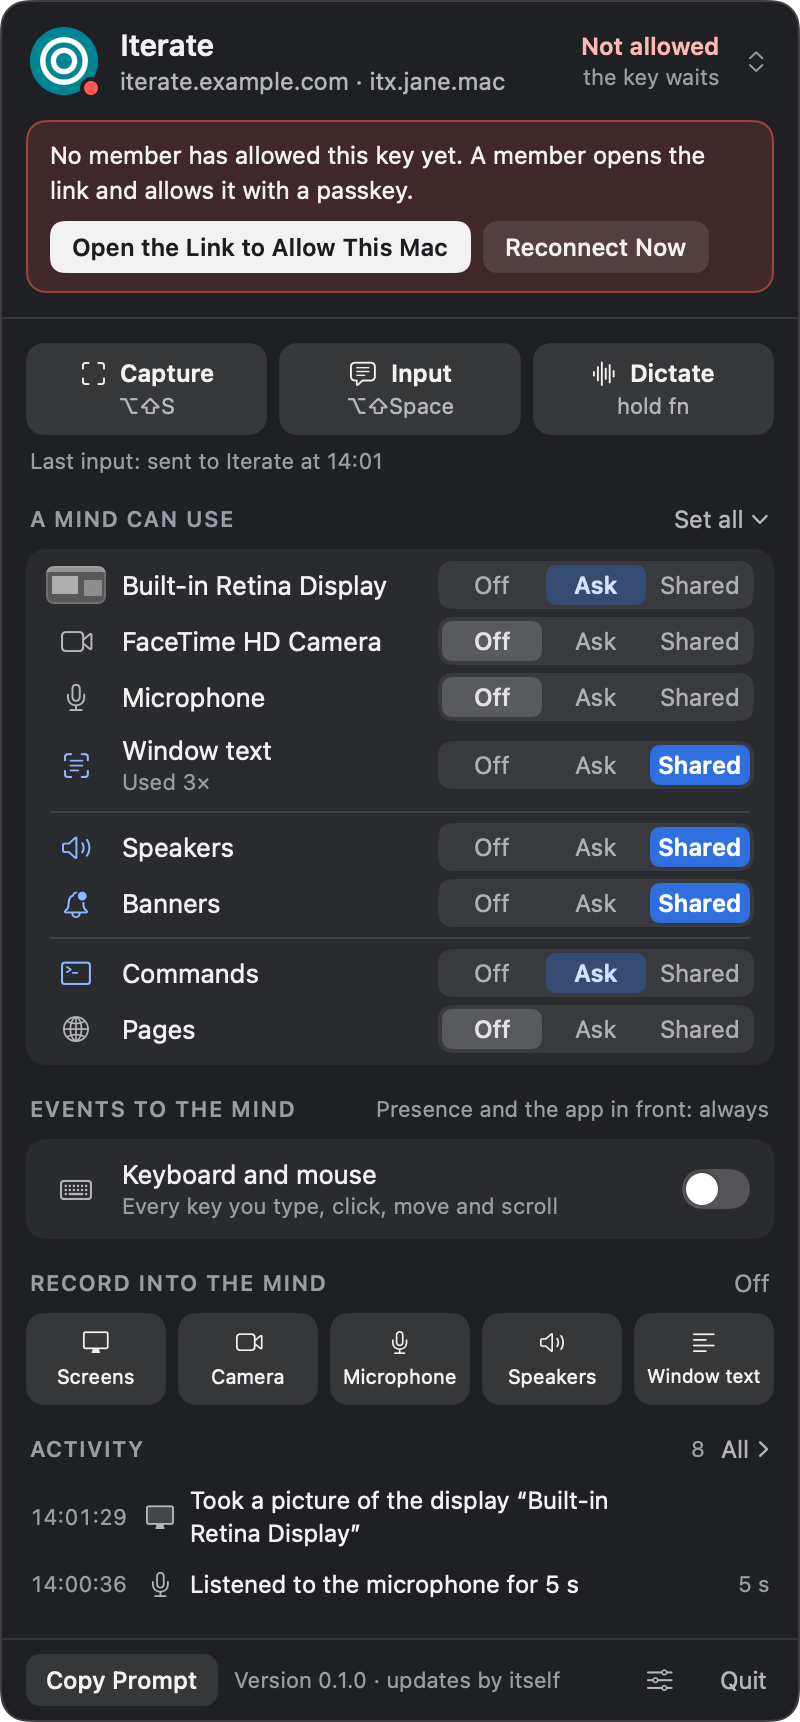 Iterate
iterate.example.com · itx.jane.mac
Not allowed
the key waits
No member has allowed this key yet. A member opens the
link and allows it with a passkey.
Open the Link to Allow This Mac
Reconnect Now
Capture
⌥⇧S
Input
⌥⇧Space
Dictate
hold fn
Last input: sent to Iterate at 14:01
A MIND CAN USE
Set all
Built-in Retina Display
Off Ask Shared
FaceTime HD Camera
Off Ask Shared
Microphone
Off Ask Shared
Window text
Used 3×
Off Ask Shared
Speakers
Off Ask Shared
Banners
Off Ask Shared
Commands
Off Ask Shared
Pages
Off Ask Shared
EVENTS TO THE MIND
Presence and the app in front: always
Keyboard and mouse
Every key you type, click, move and scroll
RECORD INTO THE MIND
Off
Screens
Camera
Microphone
Speakers
Window text
ACTIVITY
8 All
14:01:29
Took a picture of the display “Built-in
Retina Display”
14:00:36
Listened to the microphone for 5 s
5 s
Copy Prompt
Version 0.1.0 · updates by itself
Quit